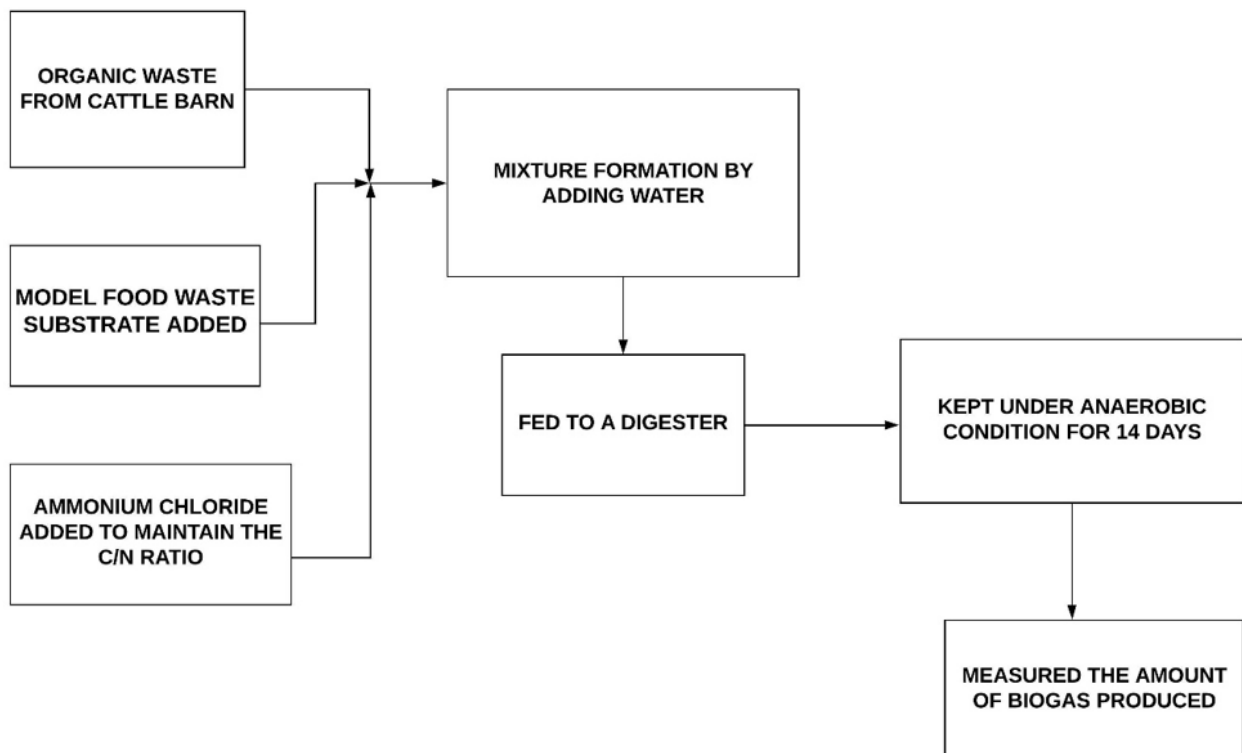 ORGANIC WASTE
FROM CATTLE BARN
MODEL FOOD WASTE
SUBSTRATE ADDED
AMMONIUM CHLORIDE
ADDED TO MAINTAIN THE
C/N RATIO
MIXTURE FORMATION BY
ADDING WATER
FED TO A DIGESTER
KEPT UNDER ANAEROBIC
CONDITION FOR 14 DAYS
MEASURED THE AMOUNT
OF BIOGAS PRODUCED